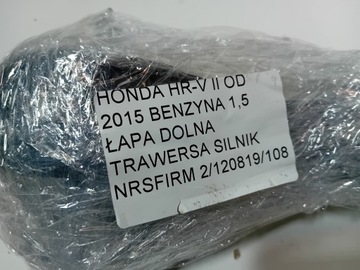 HONDA HR-V II OD
2015 BENZYNA 1,5
ŁAPA DOLNA
TRAWERSA SILNIK
NRSFIRM 2/120819/108